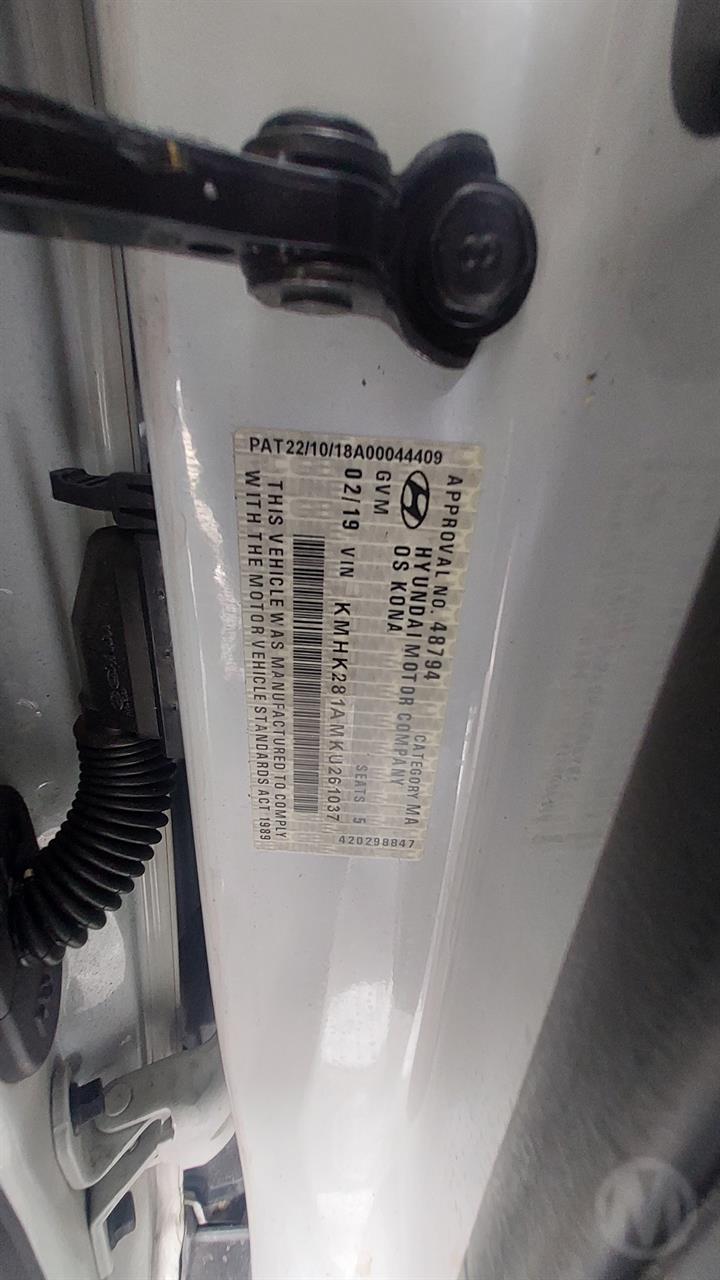 APPROVAL NO. 48794 CATEGORY MA
HYUNDAI MOTOR COMPANY
OS KONA
GVM SEATS 5
02/19 VIN KMHK281AMKU261037
THIS VEHICLE WAS MANUFACTURED TO COMPLY
WITH THE MOTOR VEHICLE STANDARDS ACT 1989
PAT22/10/18A00044409
420298847
8
M